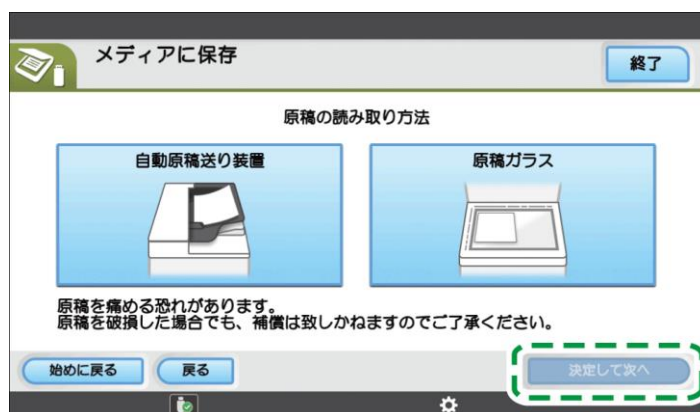 メディアに保存
終了
原稿の読み取り方法
自動原稿送り装置
原稿ガラス
原稿を痛める恐れがあります。
原稿を破損した場合でも、補償は致しかねますのでご了承ください。
始めに戻る
戻る
決定して次へ